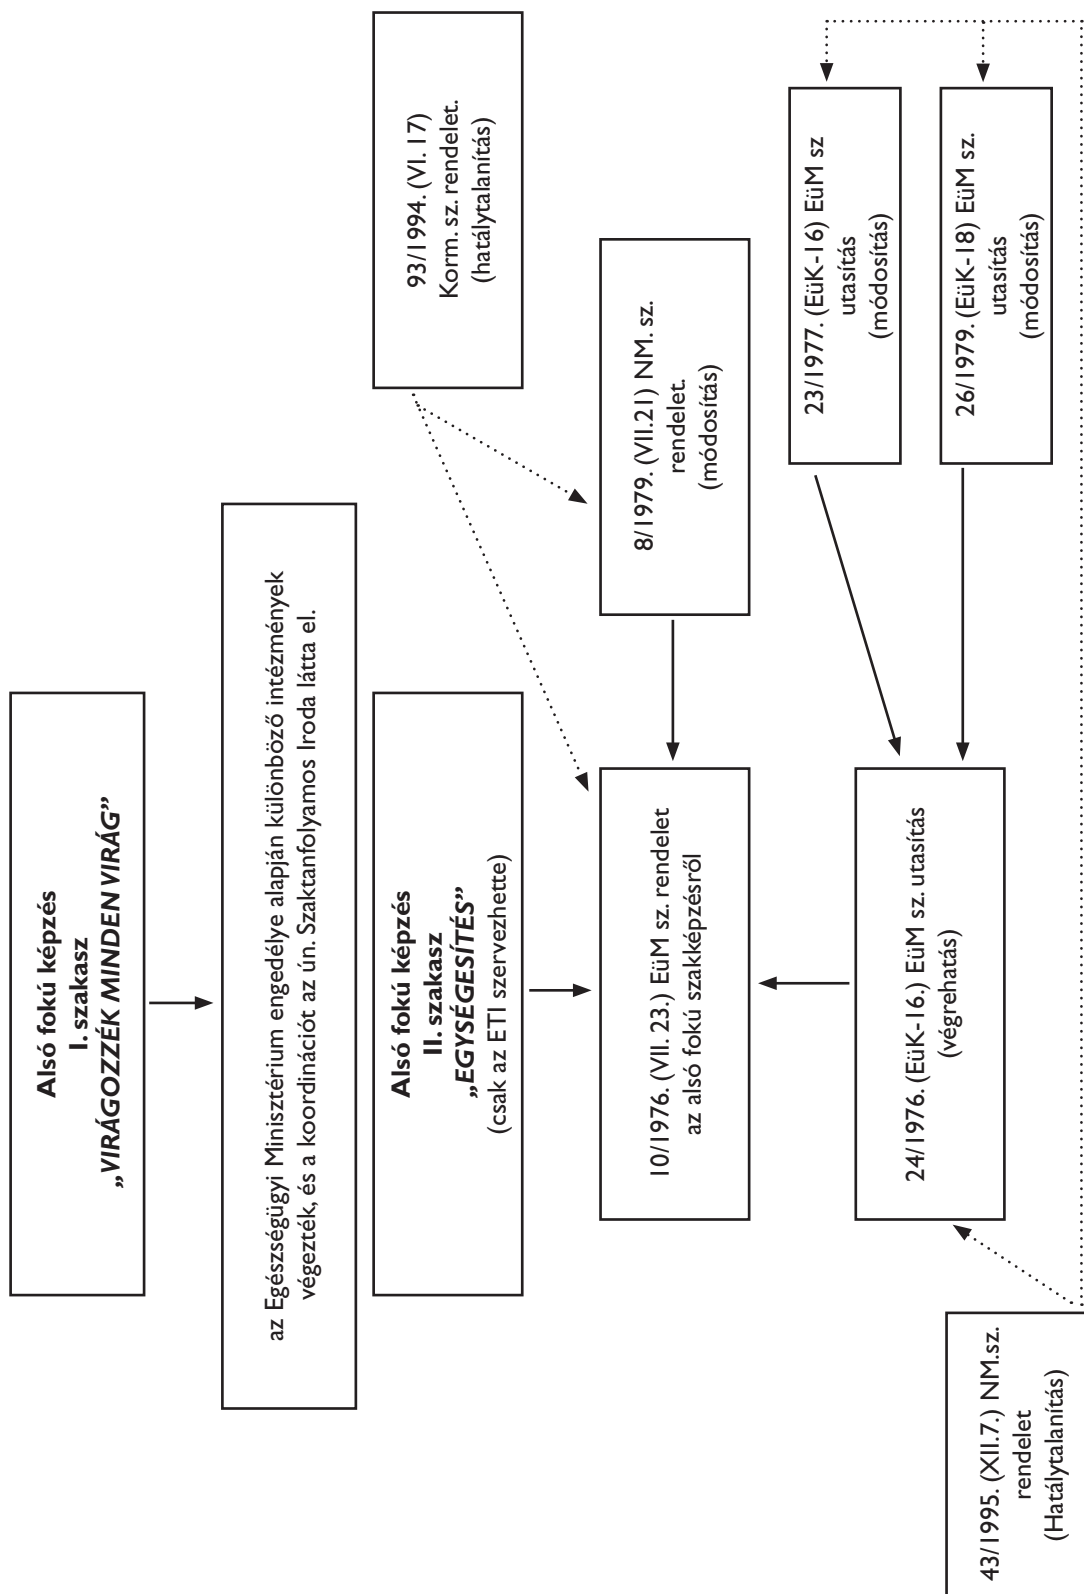 Alsó fokú képzés
I. szakasz
„VIRÁGOZZÉK MINDEN VIRÁG”
az Egészségügyi Minisztérium engedélye alapján különböző intézmények
végezték, és a koordinációt az ún. Szaktanfolyamos Iroda látta el.
Alsó fokú képzés
II. szakasz
„EGYSÉGESÍTÉS”
(csak az ETI. szervezhette)
93/1994. (VI. 17)
Korm. sz. rendelet.
(hatálytalanítás)
10/1976. (VII. 23.) EüM sz. rendelet
az alsó fokú szakképzésről
8/1979. (VII.21) NM. sz.
rendelet.
(módosítás)
24/1976. (EüK-16.) EüM sz. utasítás
(végrehatás)
23/1977. (EüK-16) EüM sz
utasítás
(módosítás)
26/1979. (EüK-18) EüM sz.
utasítás
(módosítás)
43/1995. (XII.7.) NM.sz.
rendelet
(Hatálytalanítás)